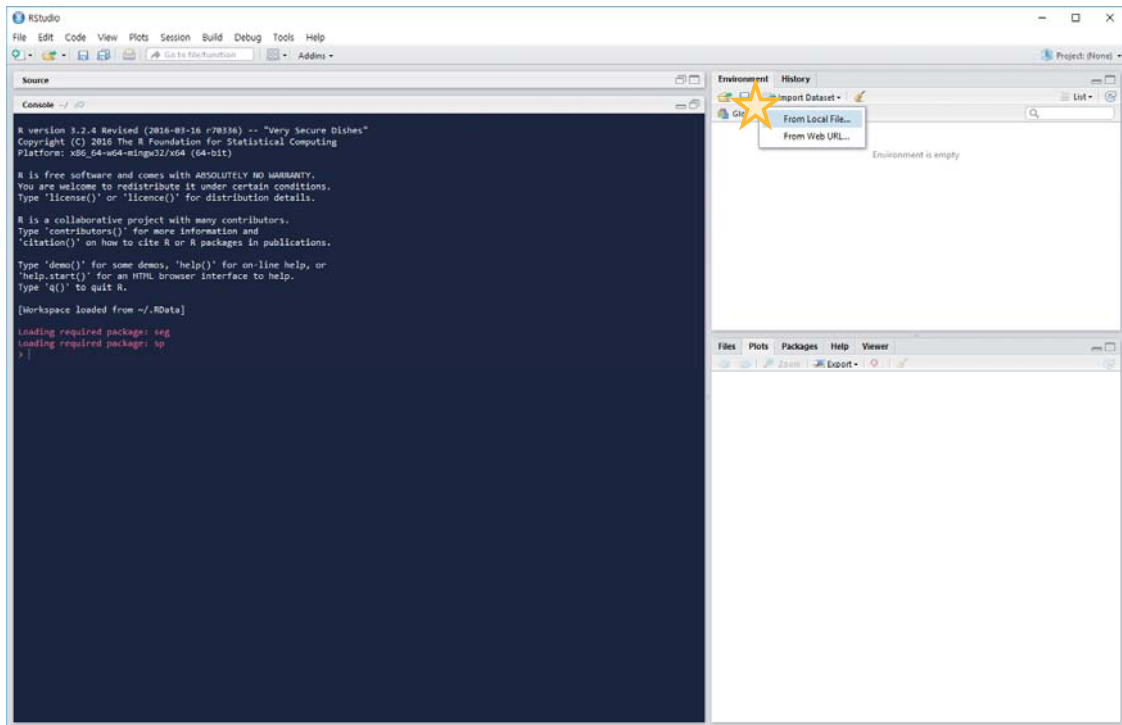 RStudio
File Edit Code View Plots Session Build Debug Tools Help
Go to file/function Addins
Project: (None)
Source
Console ~/
R version 3.2.4 Revised (2016-03-16 r70336) -- "Very Secure Dishes"
Copyright (C) 2016 The R Foundation for Statistical Computing
Platform: x86_64-w64-mingw32/x64 (64-bit)
R is free software and comes with ABSOLUTELY NO WARRANTY.
You are welcome to redistribute it under certain conditions.
Type 'license()' or 'licence()' for distribution details.
R is a collaborative project with many contributors.
Type 'contributors()' for more information and
'citation()' on how to cite R or R packages in publications.
Type 'demo()' for some demos, 'help()' for on-line help, or
'help.start()' for an HTML browser interface to help.
Type 'q()' to quit R.
[Workspace loaded from ~/.RData]
Loading required package: seg
Loading required package: sp
>
Environment History
Import Dataset List
From Local File...
From Web URL...
Environment is empty
Files Plots Packages Help Viewer
Zoom Export